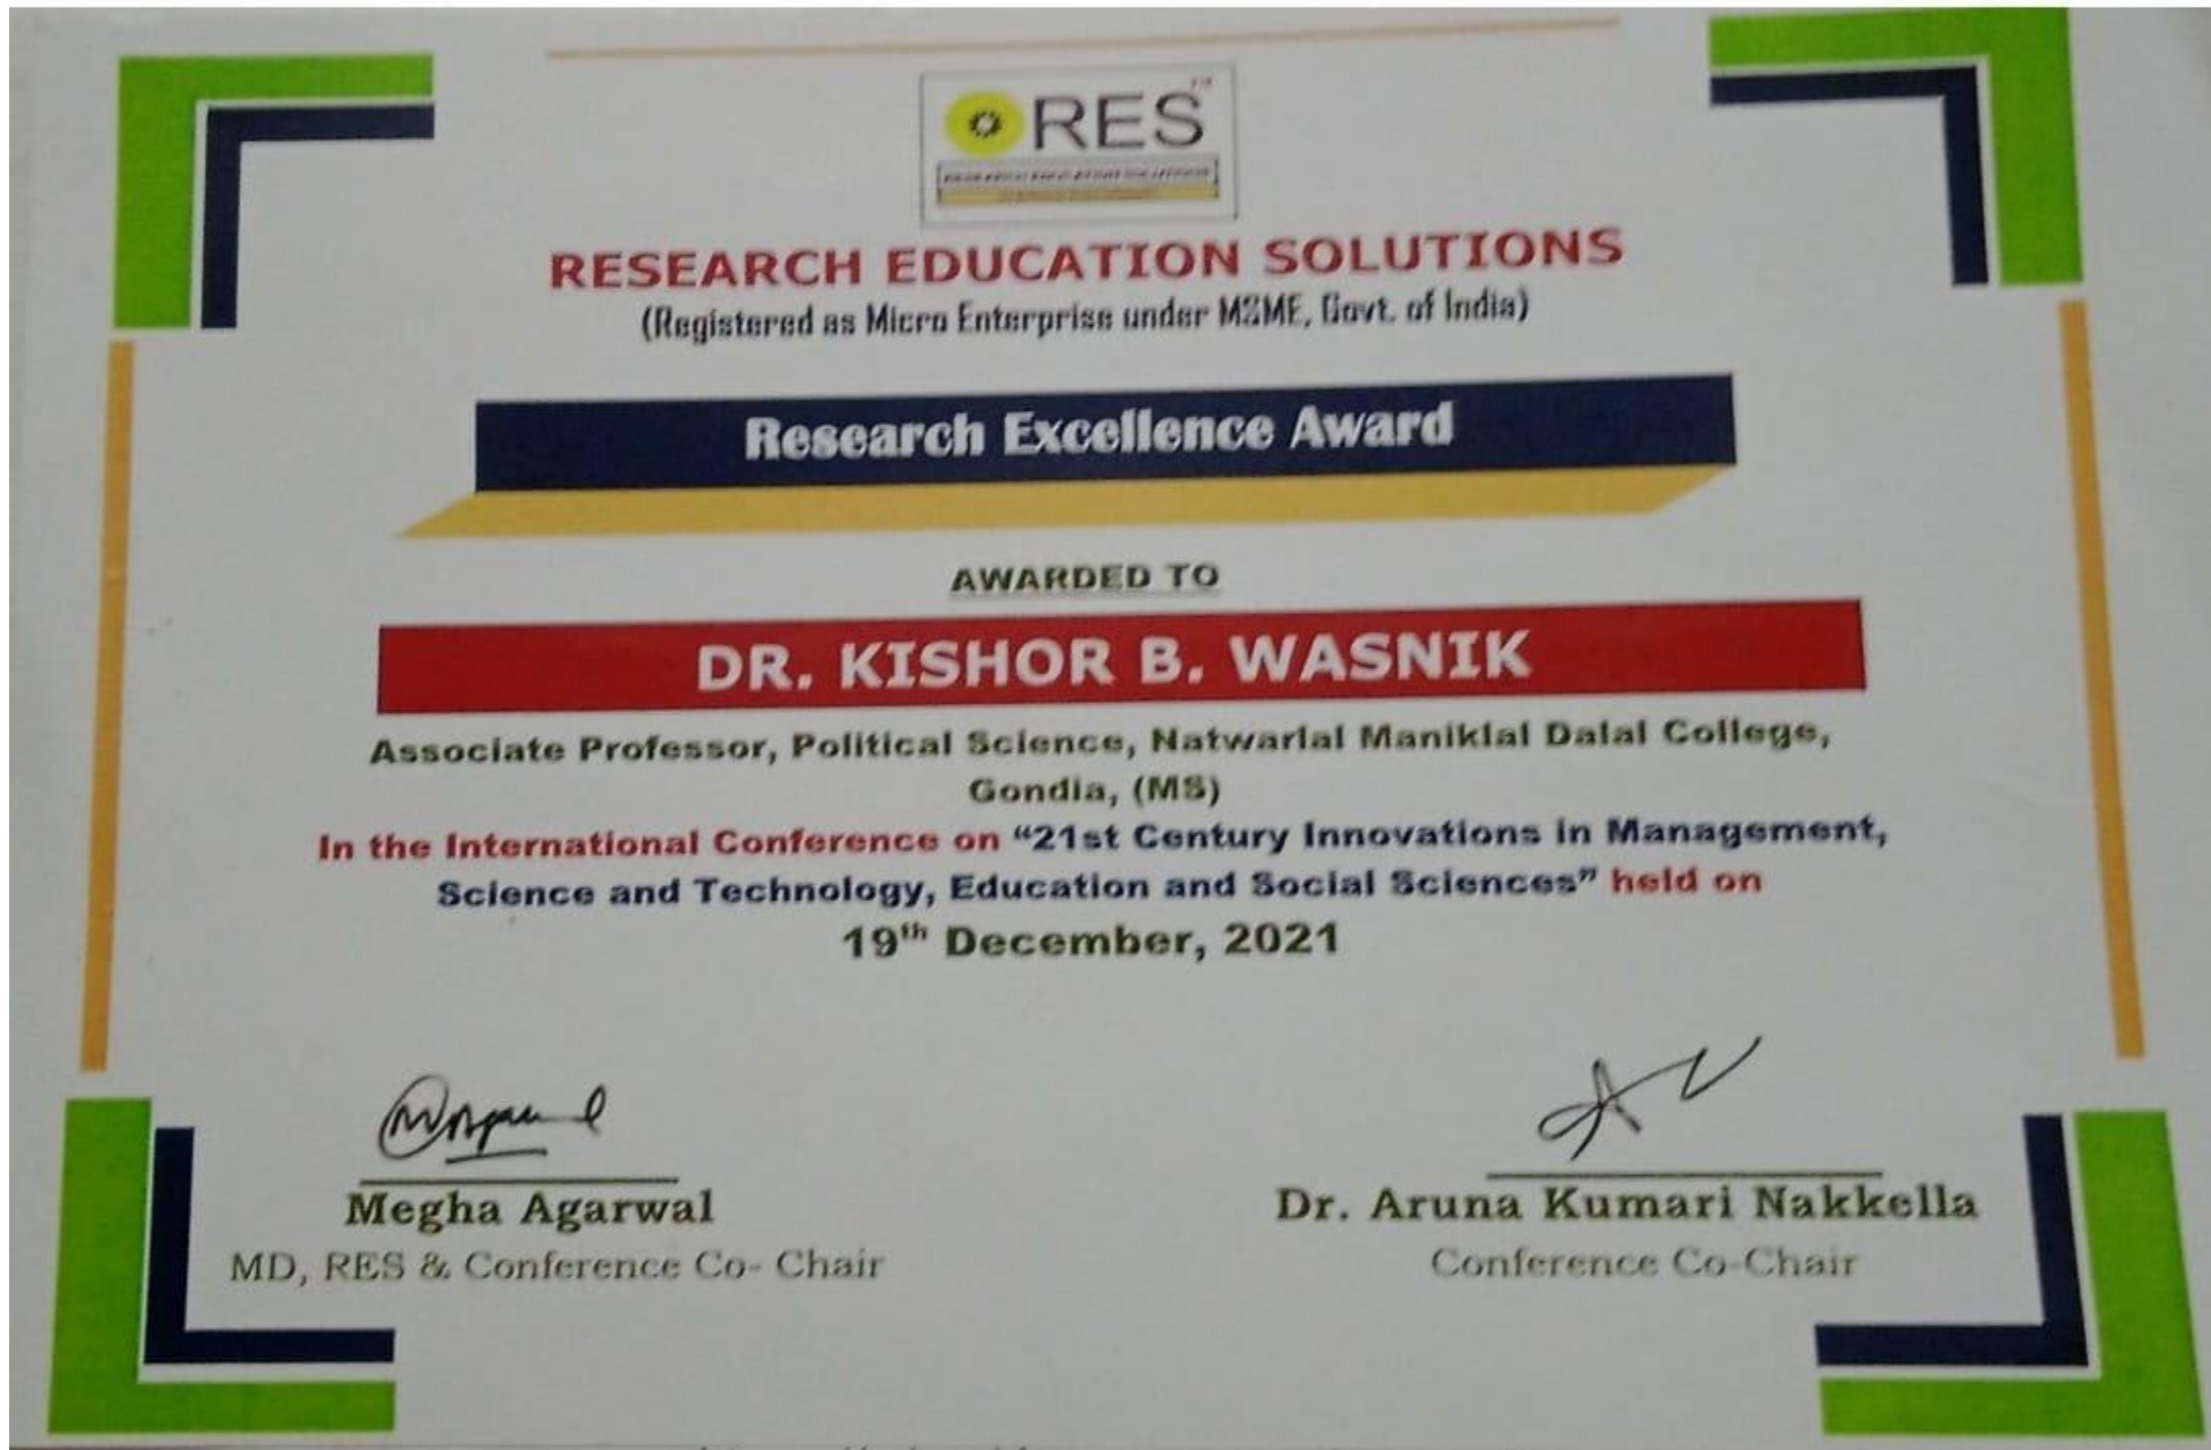 RES
RESEARCH EDUCATION SOLUTIONS
RESEARCH EDUCATION SOLUTIONS
(Registered as Micro Enterprise under MSME, Govt. of India)
Research Excellence Award
AWARDED TO
DR. KISHOR B. WASNIK
Associate Professor, Political Science, Natwarlal Maniklal Dalal College,
Gondia, (MS)
In the International Conference on “21st Century Innovations in Management,
Science and Technology, Education and Social Sciences” held on
19th December, 2021
Megha Agarwal
MD, RES & Conference Co- Chair
Dr. Aruna Kumari Nakkella
Conference Co-Chair